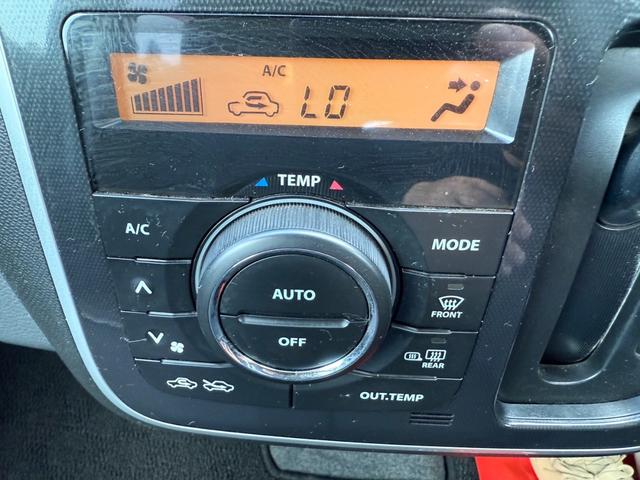 A/C
LO
TEMP
A/C
MODE
AUTO
FRONT
OFF
REAR
OUT.TEMP